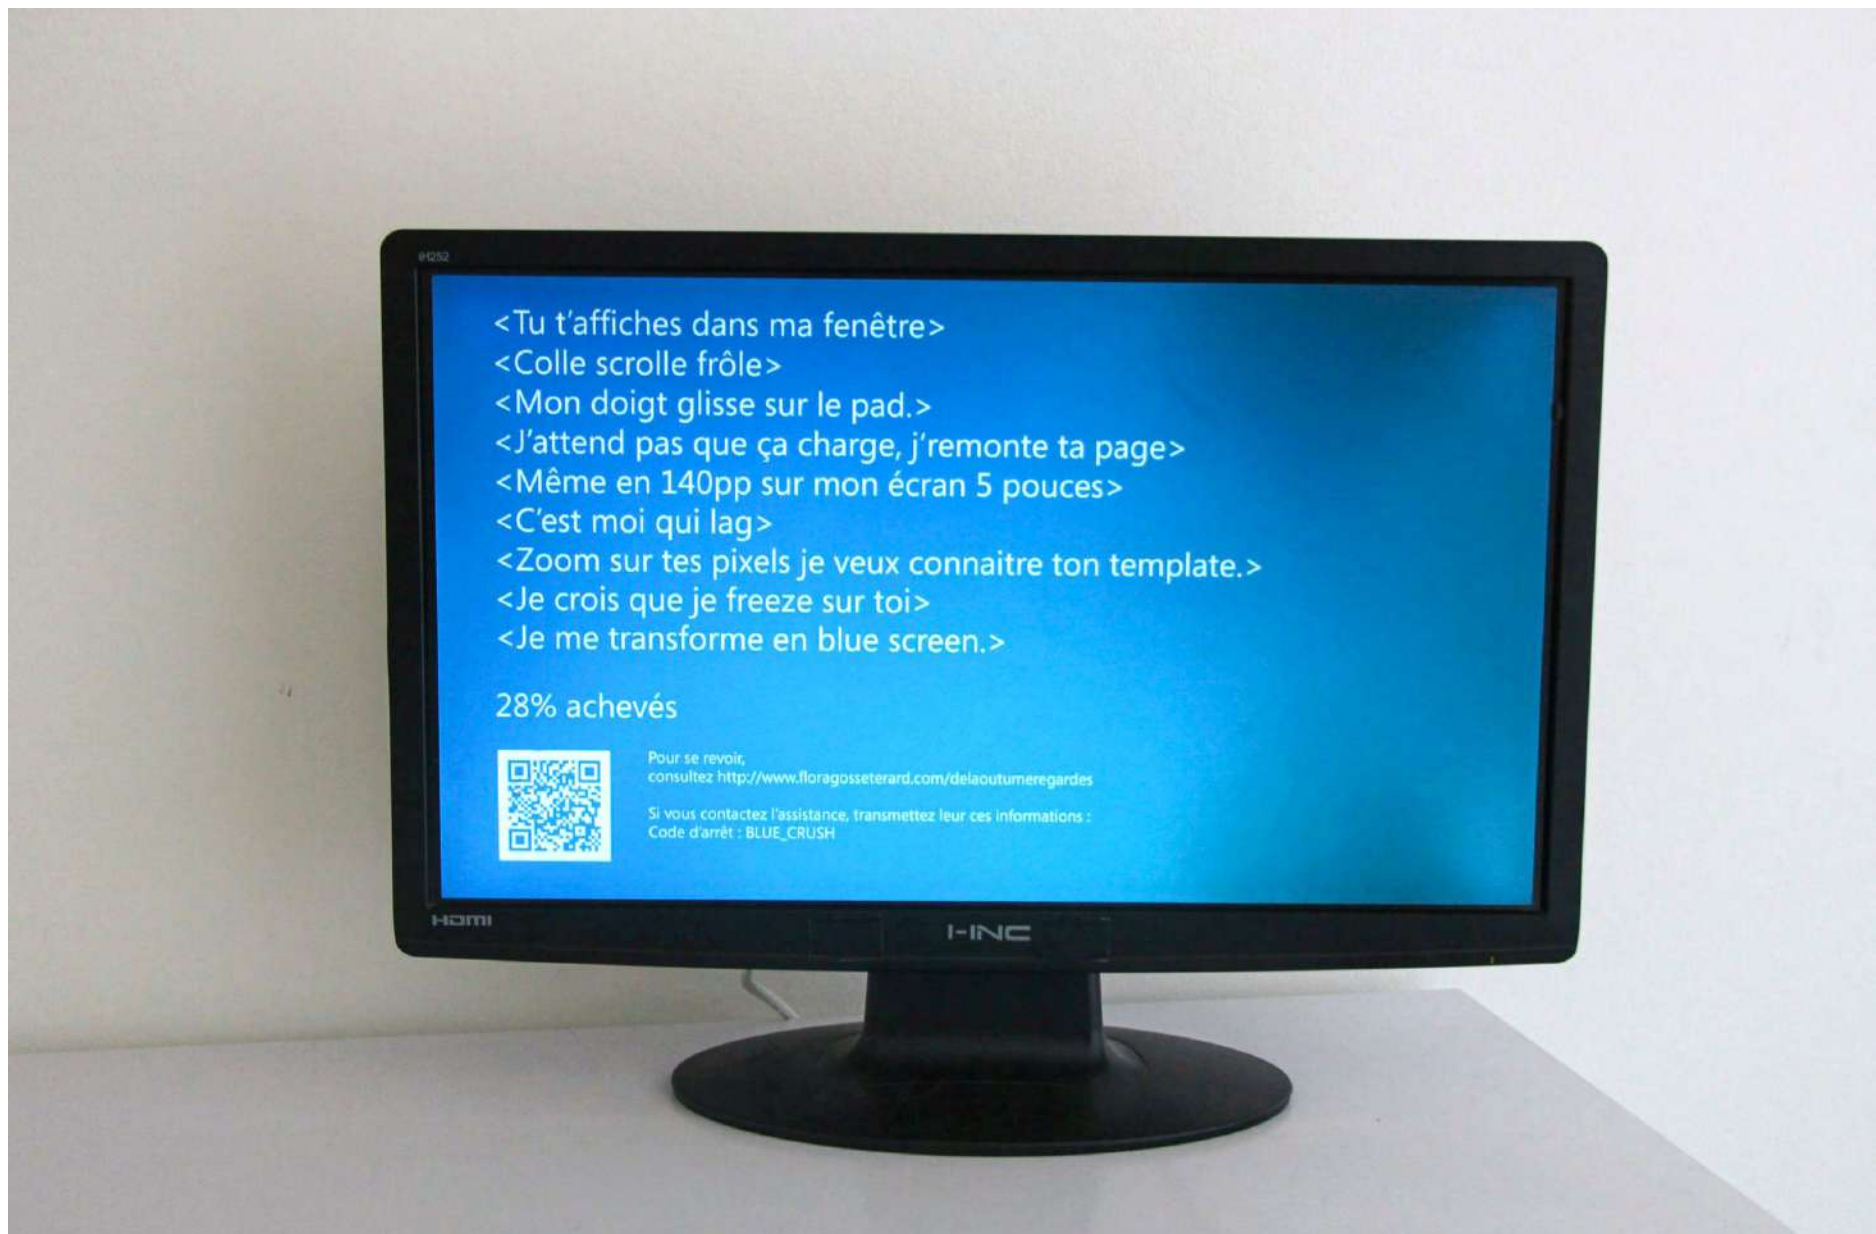 iH252
<Tu t'affiches dans ma fenêtre>
<Colle scrolle frôle>
<Mon doigt glisse sur le pad.>
<J'attend pas que ça charge, j'remonte ta page>
<Même en 140pp sur mon écran 5 pouces>
<C'est moi qui lag>
<Zoom sur tes pixels je veux connaitre ton template.>
<Je crois que je freeze sur toi>
<Je me transforme en blue screen.>
28% achevés
Pour se revoir,
consultez http://www.floragosseterard.com/delaoutumeregardes
Si vous contactez l'assistance, transmettez leur ces informations :
Code d'arrêt : BLUE_CRUSH
HDMI
I-INC